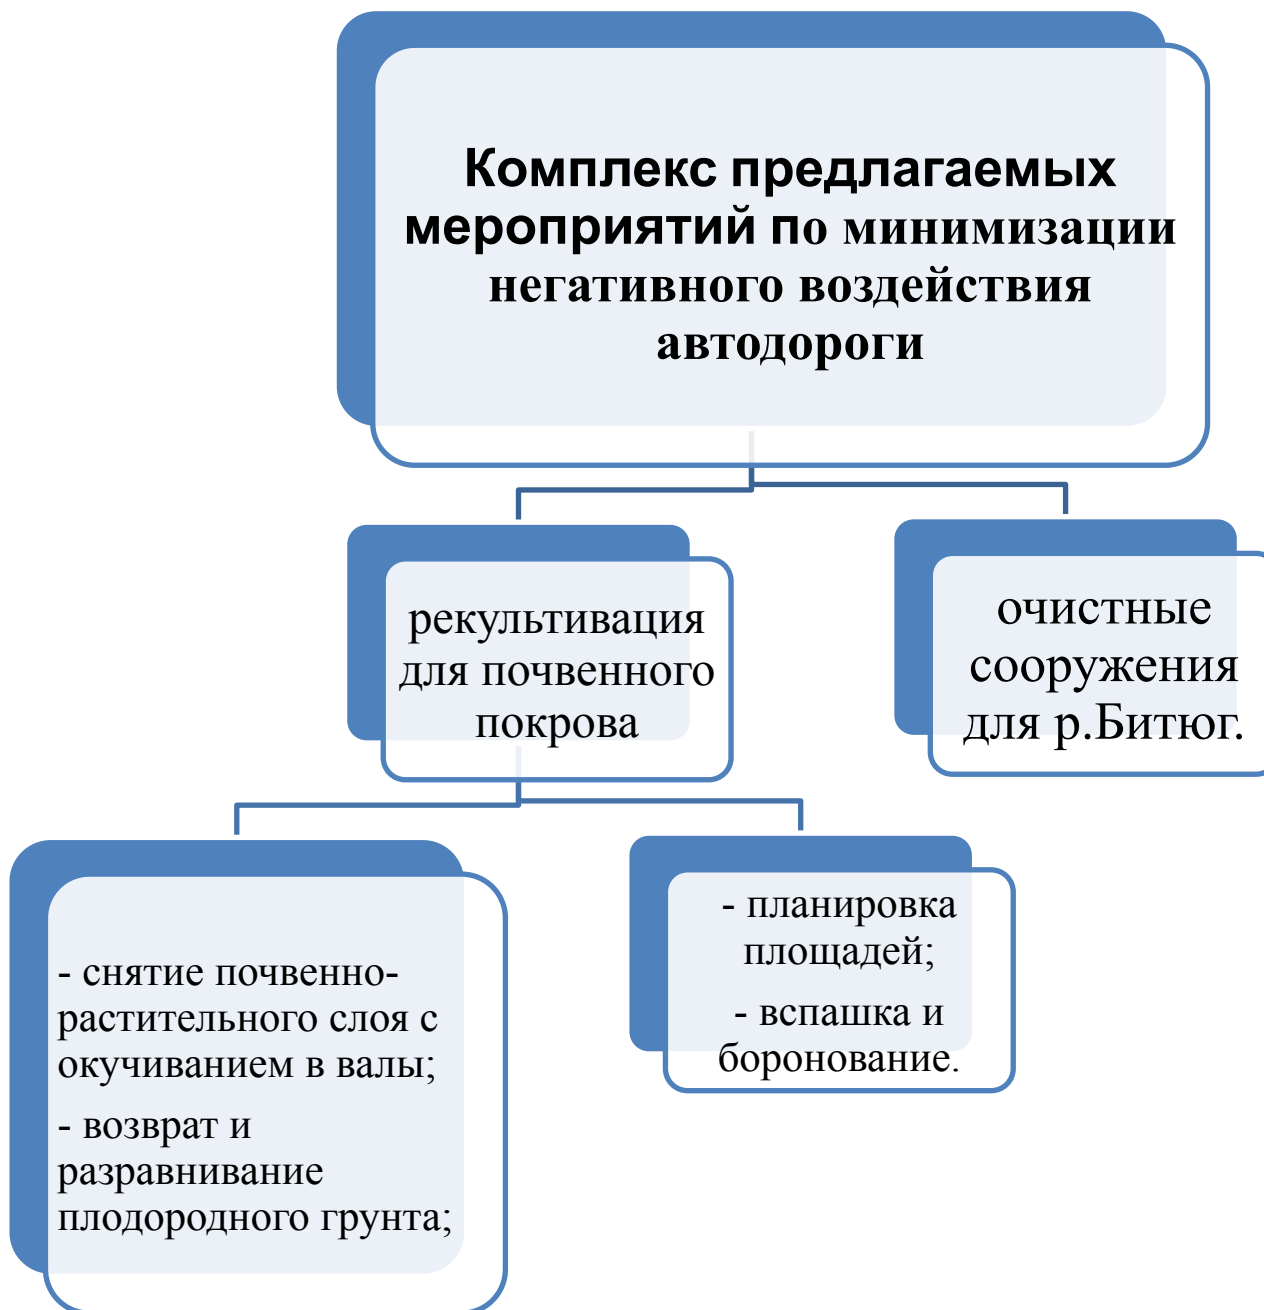 Комплекс предлагаемых
мероприятий по минимизации
негативного воздействия
автодороги
рекультивация
для почвенного
покрова
очистные
сооружения
для р.Битюг.
- снятие почвенно-
растительного слоя с
окучиванием в валы;
- возврат и
разравнивание
плодородного грунта;
- планировка
площадей;
- вспашка и
боронование.